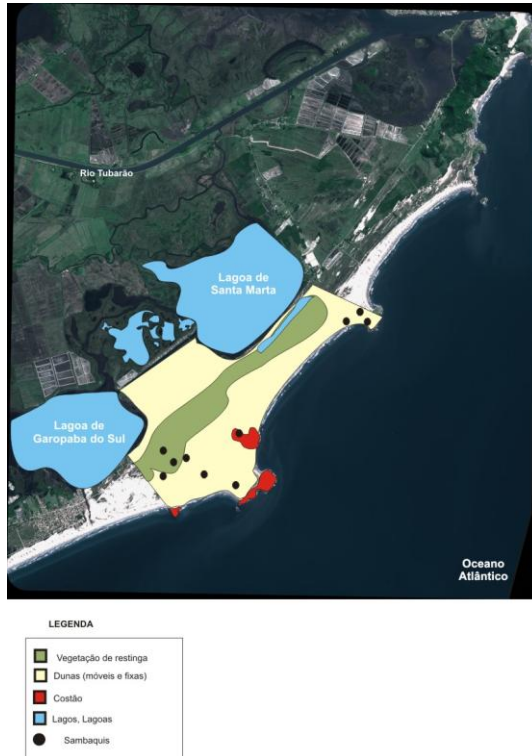 Rio Tubarão
Lagoa de
Santa Marta
Lagoa de
Garopaba do Sul
Oceano
Atlântico
LEGENDA
Vegetação de restinga
Dunas (móveis e fixas)
Costão
Lagos, Lagoas
Sambaquis